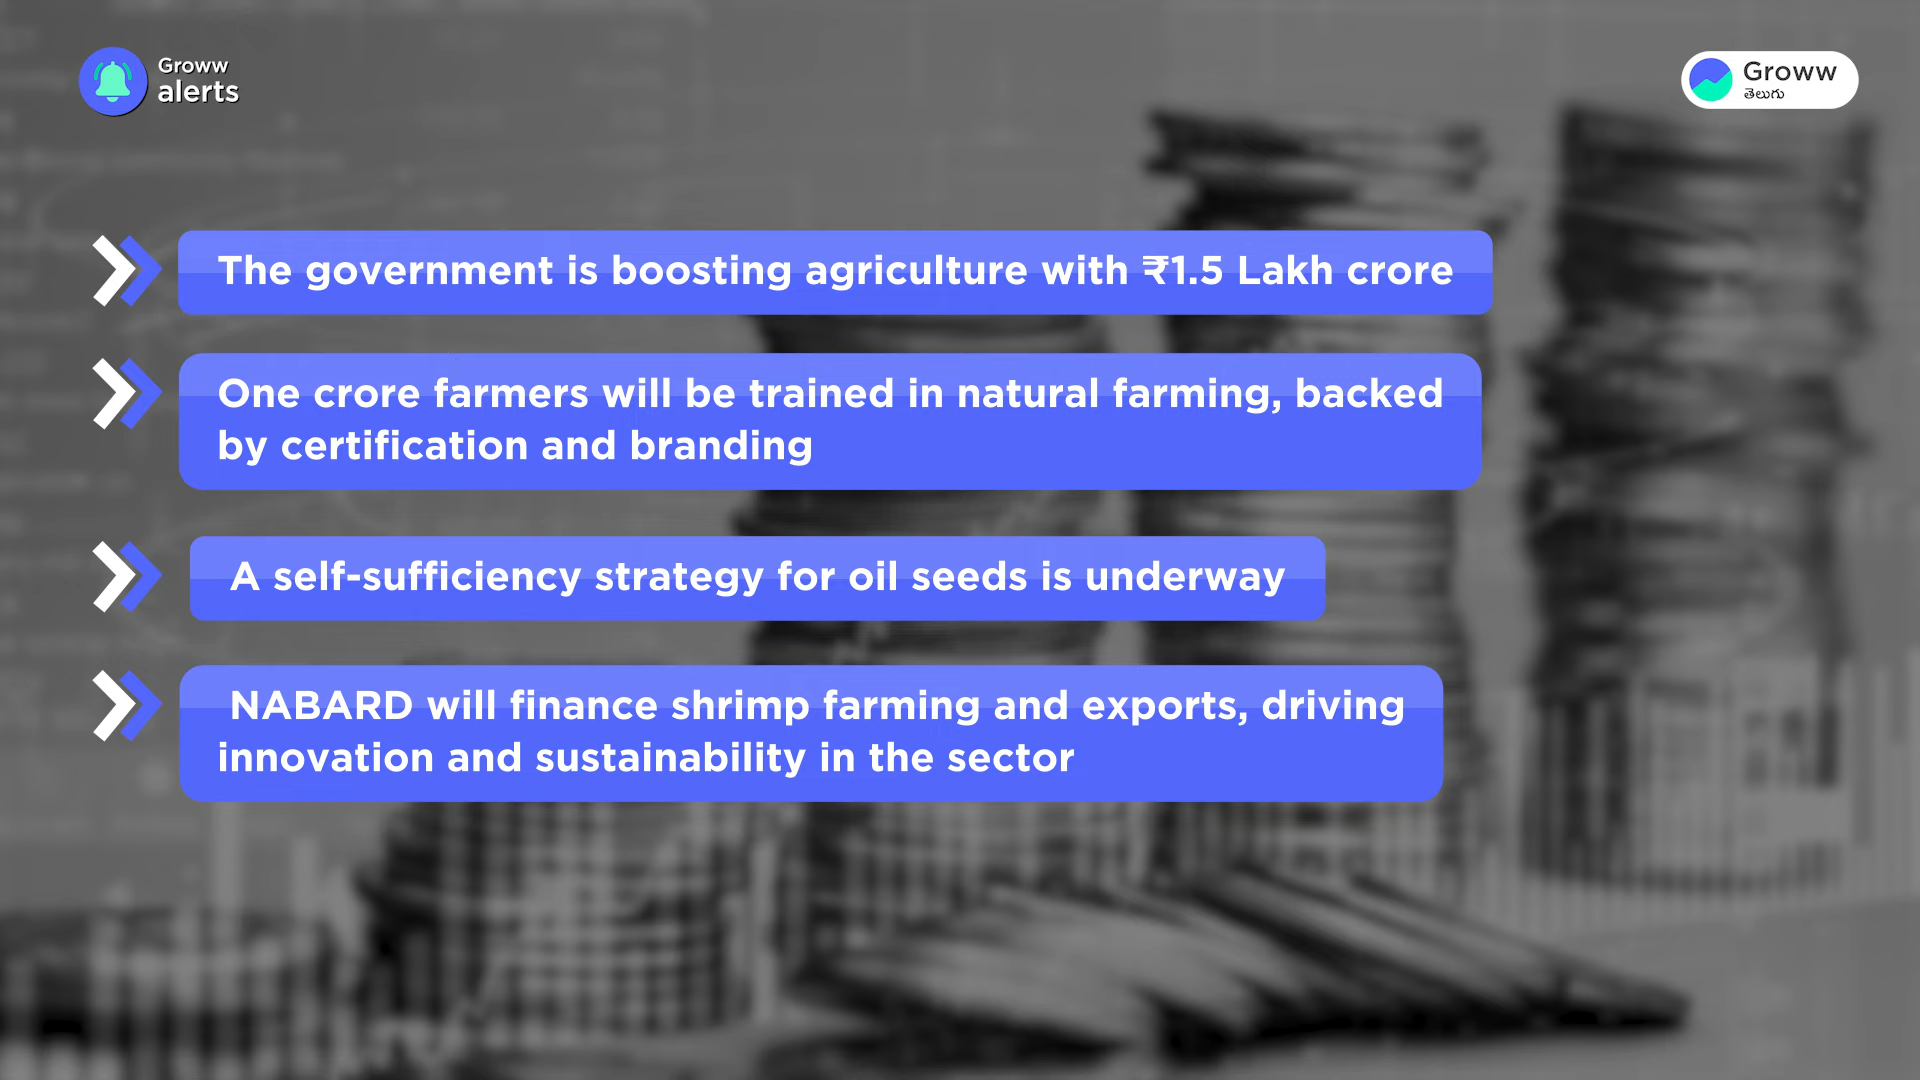 Groww
alerts
Groww
తెలుగు
The government is boosting agriculture with ₹1.5 Lakh crore
One crore farmers will be trained in natural farming, backed
by certification and branding
A self-sufficiency strategy for oil seeds is underway
NABARD will finance shrimp farming and exports, driving
innovation and sustainability in the sector